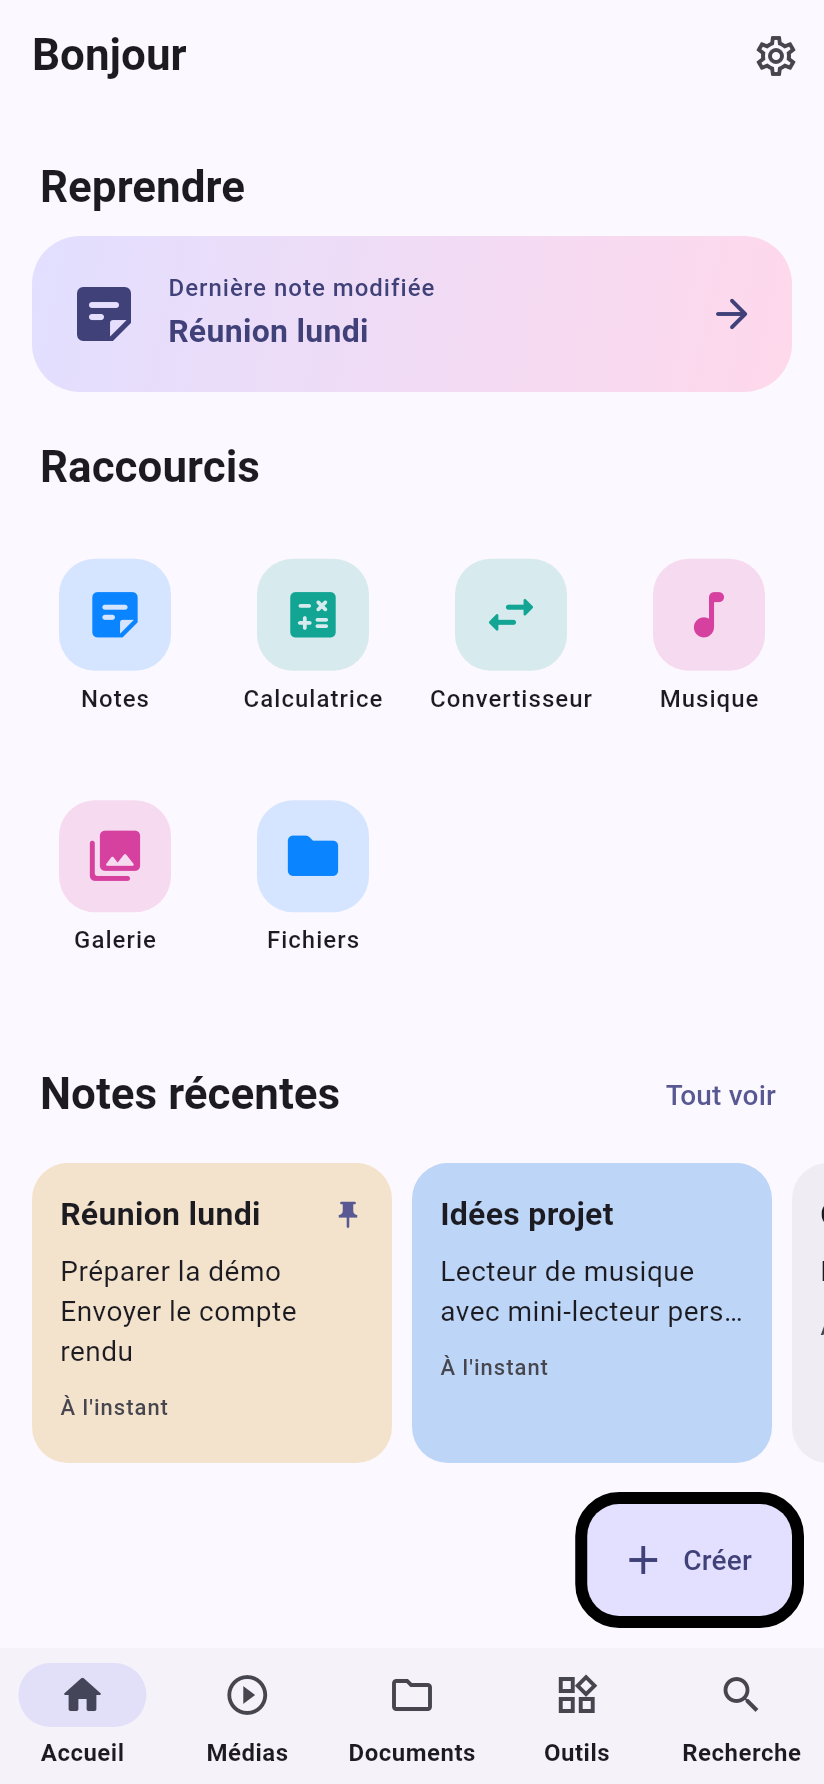 Bonjour
Reprendre
Dernière note modifiée
Réunion lundi
Raccourcis
Notes
Calculatrice
Convertisseur
Musique
Galerie
Fichiers
Notes récentes
Tout voir
Réunion lundi
Préparer la démo
Envoyer le compte
rendu
À l'instant
Idées projet
Lecteur de musique
avec mini-lecteur pers…
À l'instant
Créer
Accueil
Médias
Documents
Outils
Recherche